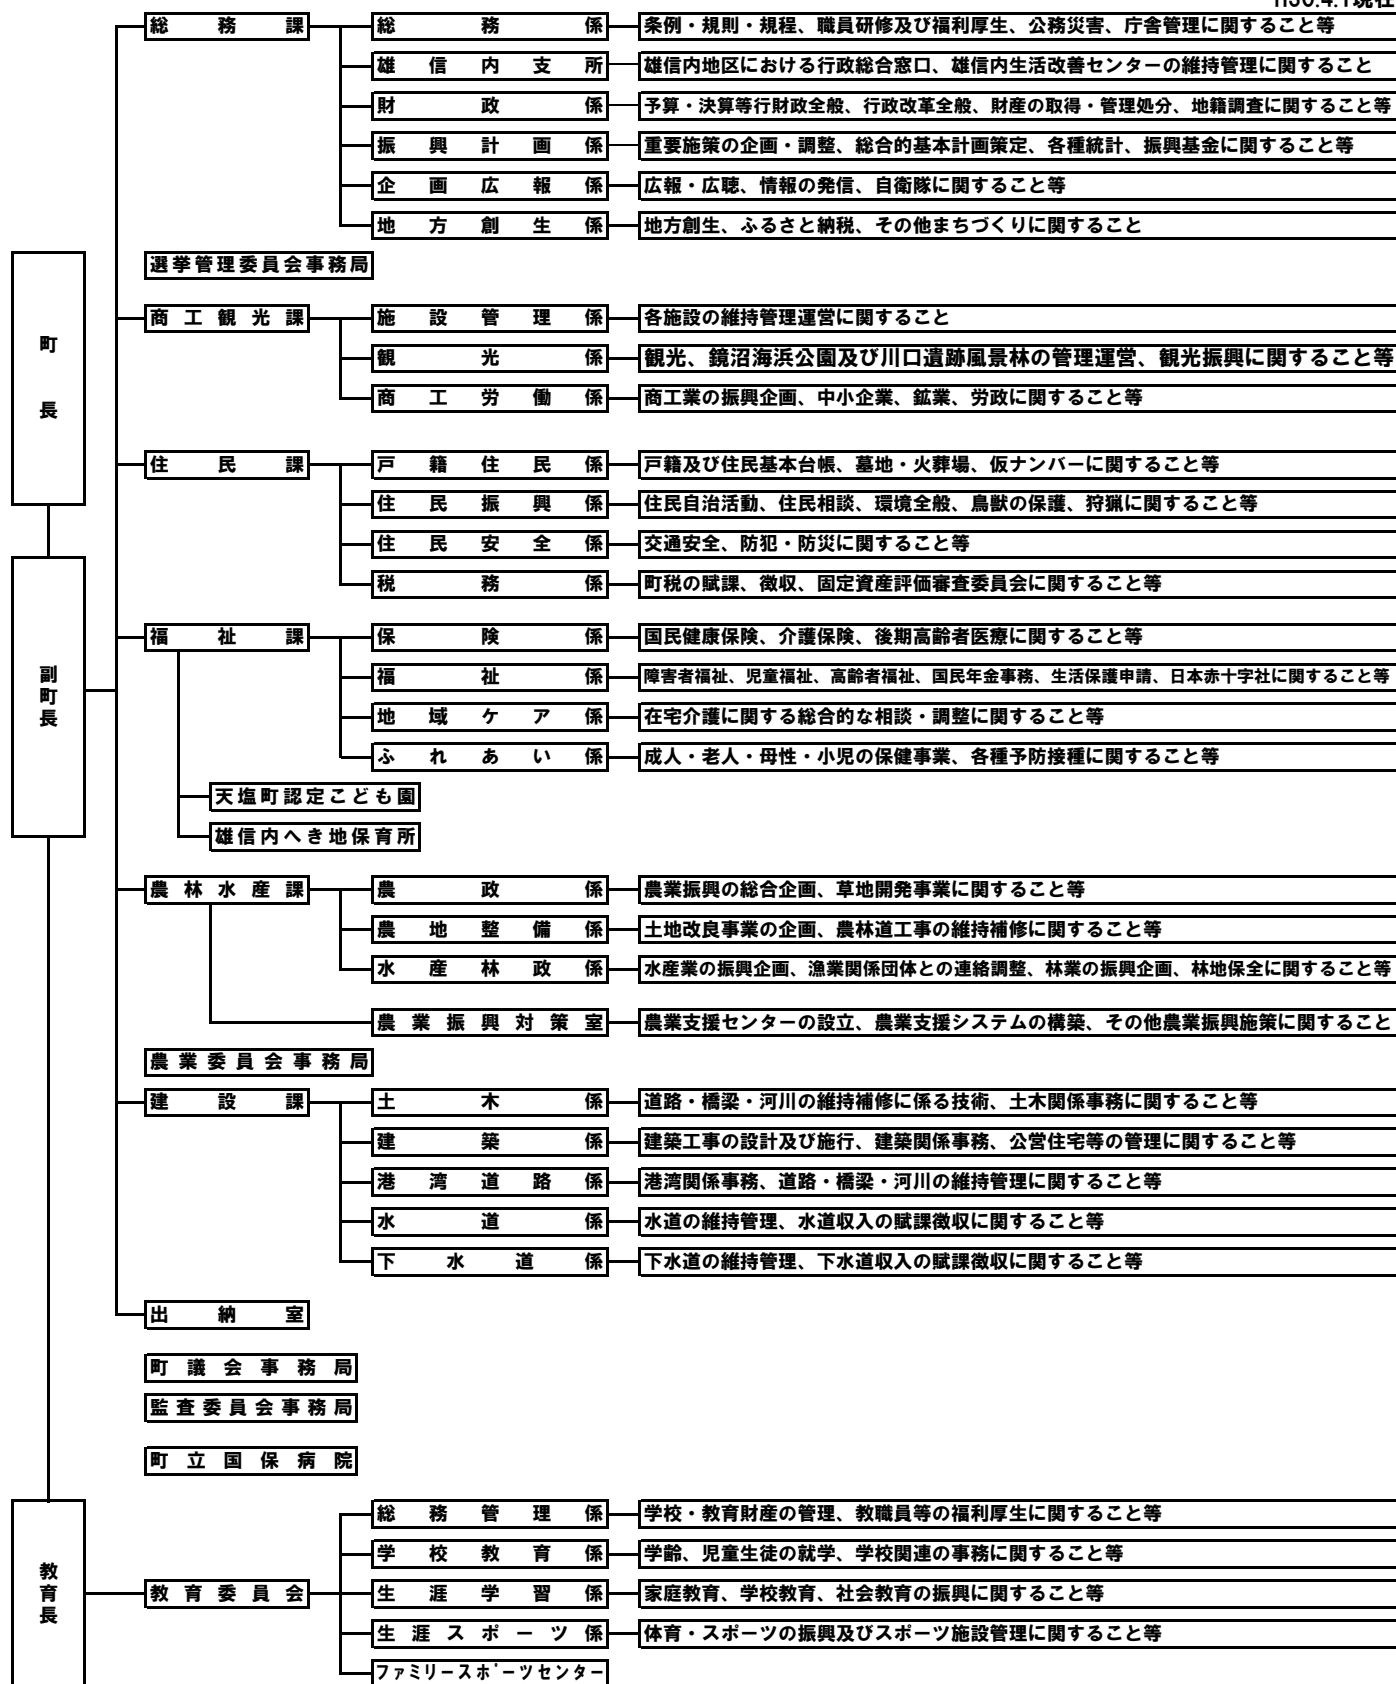 H30.4.1現在
総務課 総務係 条例・規則・規程、職員研修及び福利厚生、公務災害、庁舎管理に関すること等
雄信内支所 雄信内地区における行政総合窓口、雄信内生活改善センターの維持管理に関すること
財政係 予算・決算等行財政全般、行政改革全般、財産の取得・管理処分、地籍調査に関すること等
振興計画係 重要施策の企画・調整、総合的基本計画策定、各種統計、振興基金に関すること等
企画広報係 広報・広聴、情報の発信、自衛隊に関すること等
地方創生係 地方創生、ふるさと納税、その他まちづくりに関すること
選挙管理委員会事務局
町長
商工観光課 施設管理係 各施設の維持管理運営に関すること
観光係 観光、鏡沼海浜公園及び川口遺跡風景林の管理運営、観光振興に関すること等
商工労働係 商工業の振興企画、中小企業、鉱業、労政に関すること等
住民課 戸籍住民係 戸籍及び住民基本台帳、墓地・火葬場、仮ナンバーに関すること等
住民振興係 住民自治活動、住民相談、環境全般、鳥獣の保護、狩猟に関すること等
住民安全係 交通安全、防犯・防災に関すること等
税務係 町税の賦課、徴収、固定資産評価審査委員会に関すること等
副町長
福祉課 保険係 国民健康保険、介護保険、後期高齢者医療に関すること等
福祉係 障害者福祉、児童福祉、高齢者福祉、国民年金事務、生活保護申請、日本赤十字社に関すること等
地域ケア係 在宅介護に関する総合的な相談・調整に関すること等
ふれあい係 成人・老人・母性・小児の保健事業、各種予防接種に関すること等
天塩町認定こども園
雄信内へき地保育所
農林水産課 農政係 農業振興の総合企画、草地開発事業に関すること等
農地整備係 土地改良事業の企画、農林道工事の維持補修に関すること等
水産林政係 水産業の振興企画、漁業関係団体との連絡調整、林業の振興企画、林地保全に関すること等
農業振興対策室 農業支援センターの設立、農業支援システムの構築、その他農業振興施策に関すること
農業委員会事務局
建設課 土木係 道路・橋梁・河川の維持補修に係る技術、土木関係事務に関すること等
建築係 建築工事の設計及び施行、建築関係事務、公営住宅等の管理に関すること等
港湾道路係 港湾関係事務、道路・橋梁・河川の維持管理に関すること等
水道係 水道の維持管理、水道収入の賦課徴収に関すること等
下水道係 下水道の維持管理、下水道収入の賦課徴収に関すること等
出納室
町議会事務局
監査委員会事務局
町立国保病院
教育長
教育委員会 総務管理係 学校・教育財産の管理、教職員等の福利厚生に関すること等
学校教育係 学齢、児童生徒の就学、学校関連の事務に関すること等
生涯学習係 家庭教育、学校教育、社会教育の振興に関すること等
生涯スポーツ係 体育・スポーツの振興及びスポーツ施設管理に関すること等
ファミリースポーツセンター